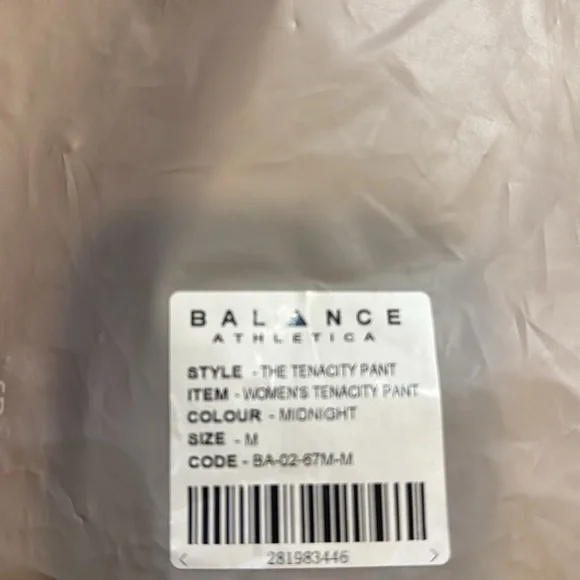 BALANCE
ATHLETICA
STYLE - THE TENACITY PANT
ITEM - WOMEN'S TENACITY PANT
COLOUR - MIDNIGHT
SIZE - M
CODE - BA-02-67M-M
< 281983446 >